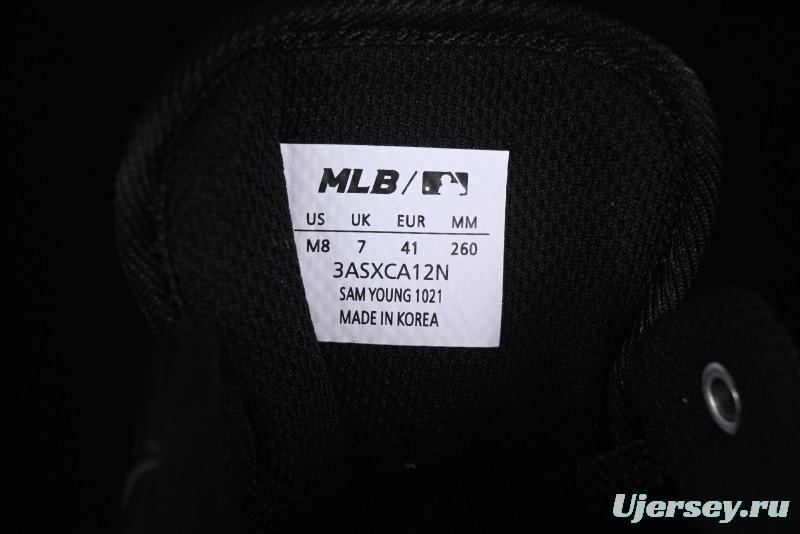 MLB/
US UK EUR MM
M8 7 41 260
3ASXCA12N
SAM YOUNG 1021
MADE IN KOREA
Ujersey.ru